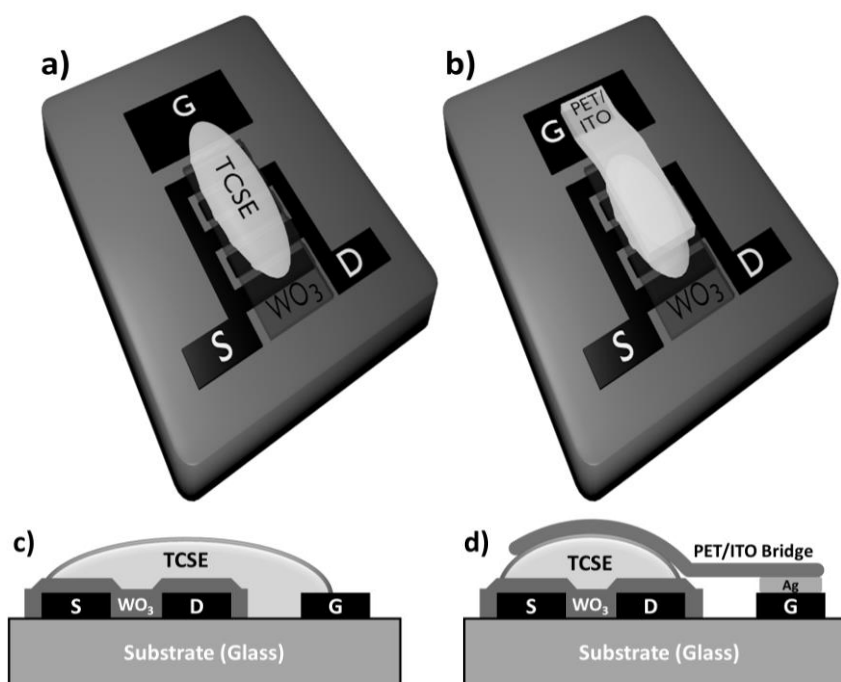 a)
G
TCSE
D
WO₃
S
b)
G
PET/
ITO
D
WO₃
S
c)
TCSE
S WO₃ D G
Substrate (Glass)
d)
PET/ITO Bridge
TCSE
Ag
S WO₃ D G
Substrate (Glass)